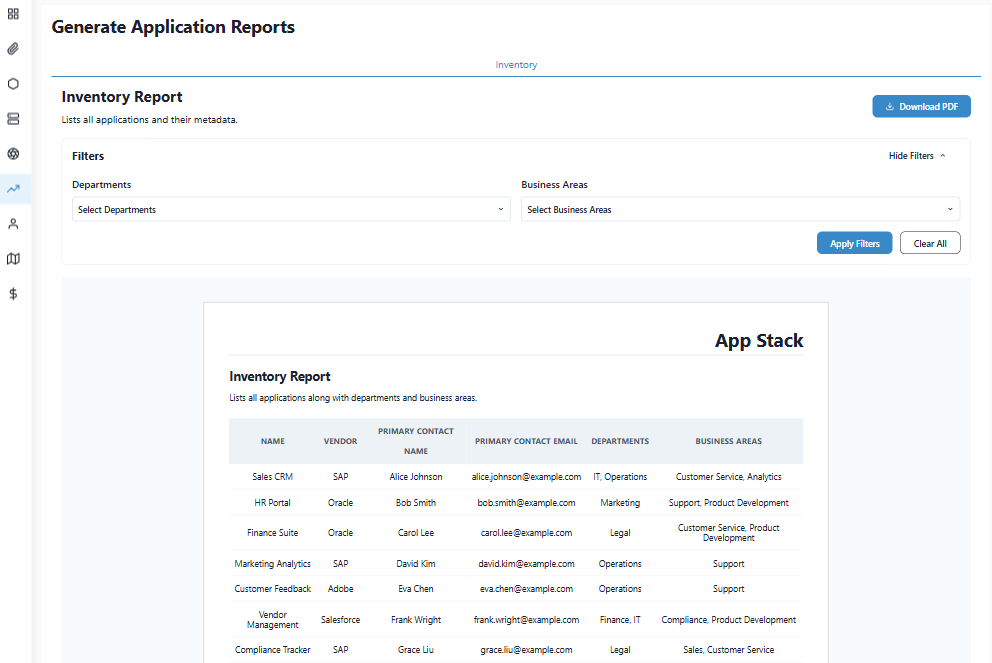 Generate Application Reports
Inventory
Inventory Report
Download PDF
Lists all applications and their metadata.
Filters
Hide Filters
Departments
Business Areas
Select Departments
Select Business Areas
Apply Filters
Clear All
App Stack
Inventory Report
Lists all applications along with departments and business areas.
NAME VENDOR PRIMARY CONTACT NAME PRIMARY CONTACT EMAIL DEPARTMENTS BUSINESS AREAS
Sales CRM SAP Alice Johnson alice.johnson@example.com IT, Operations Customer Service, Analytics
HR Portal Oracle Bob Smith bob.smith@example.com Marketing Support, Product Development
Finance Suite Oracle Carol Lee carol.lee@example.com Legal Customer Service, Product Development
Marketing Analytics SAP David Kim david.kim@example.com Operations Support
Customer Feedback Adobe Eva Chen eva.chen@example.com Operations Support
Vendor Management Salesforce Frank Wright frank.wright@example.com Finance, IT Compliance, Product Development
Compliance Tracker SAP Grace Liu grace.liu@example.com Legal Sales, Customer Service